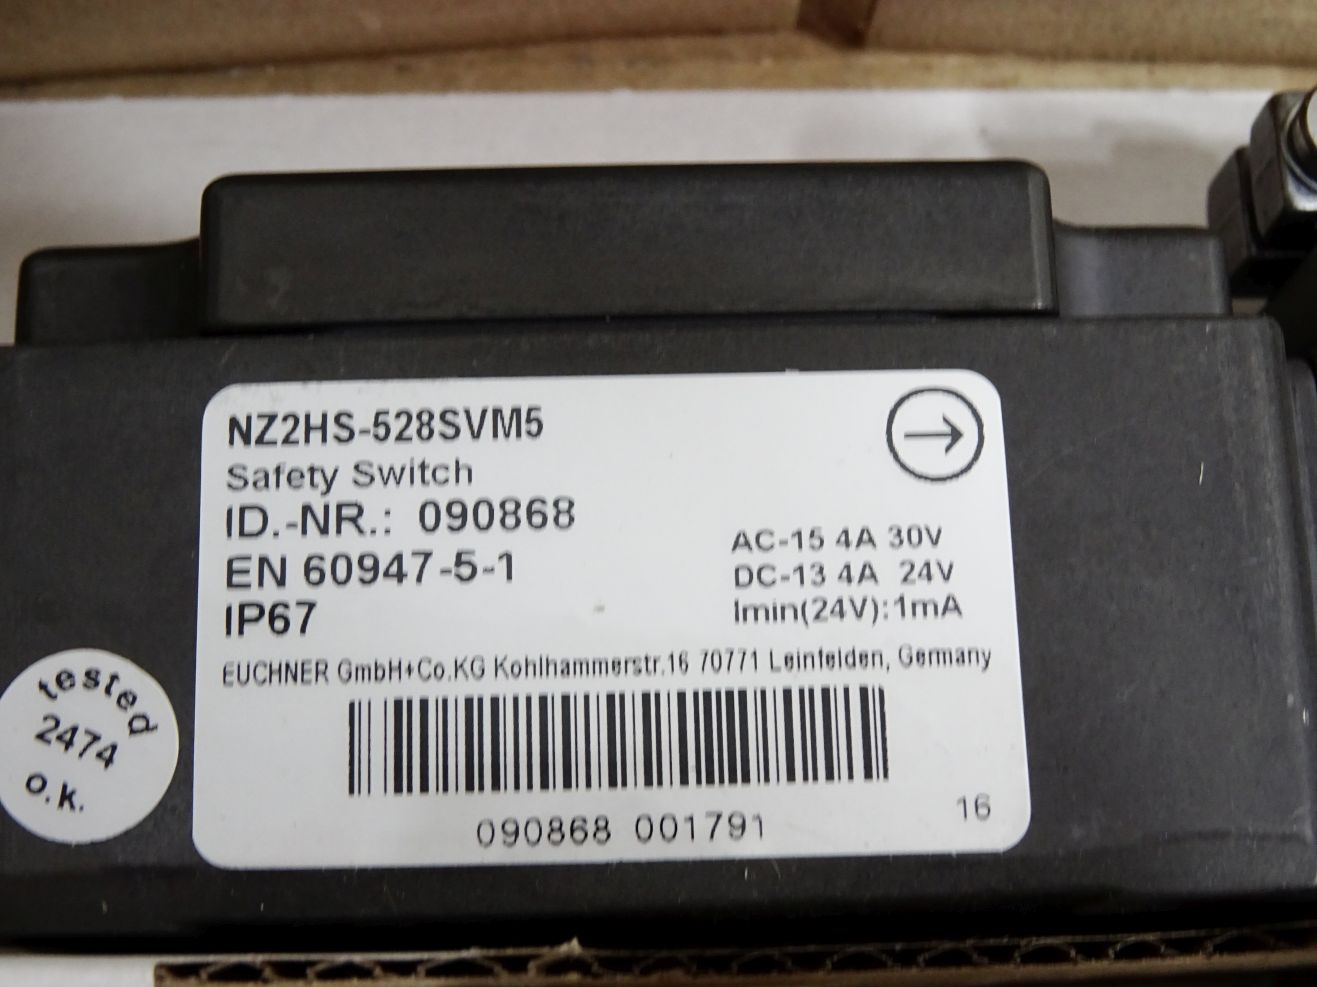 NZ2HS-528SVM5
Safety Switch
ID.-NR.: 090868
EN 60947-5-1
IP67
AC-15 4A 30V
DC-13 4A 24V
Imin(24V):1mA
EUCHNER GmbH+Co.KG Kohlhammerstr.16 70771 Leinfelden, Germany
090868 001791
16
tested
2474
o.k.